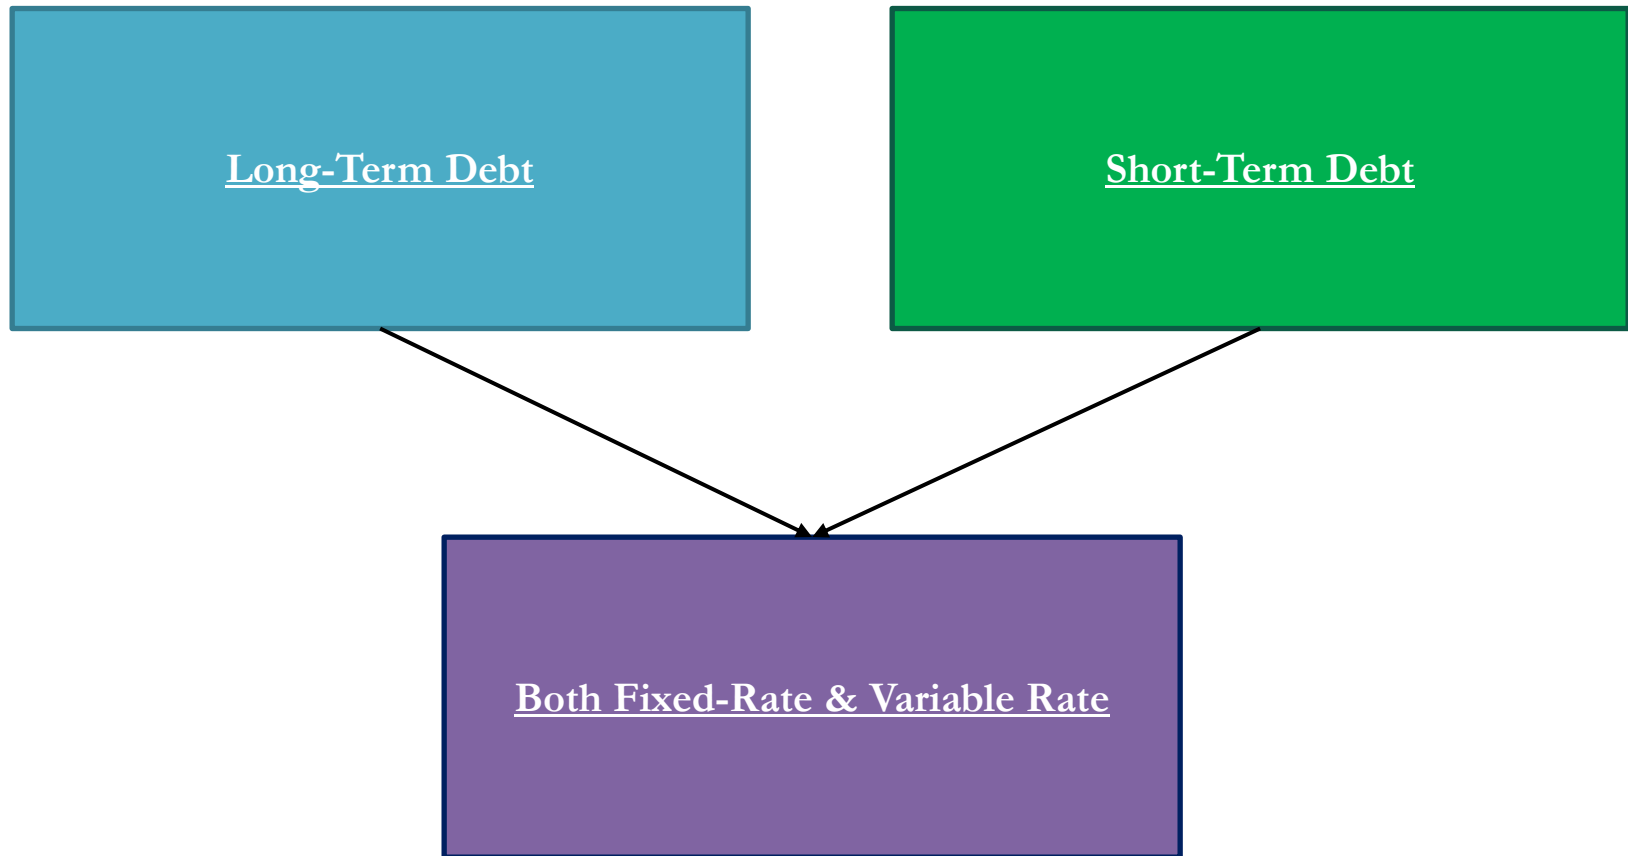 Long-Term Debt
Short-Term Debt
Both Fixed-Rate & Variable Rate